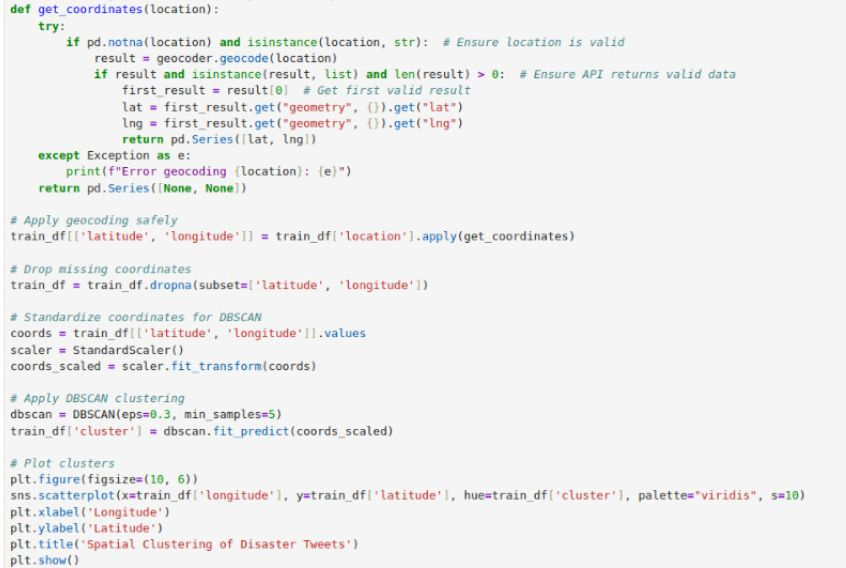 def get_coordinates(location):
    try:
        if pd.notna(location) and isinstance(location, str):  # Ensure location is valid
            result = geocoder.geocode(location)
            if result and isinstance(result, list) and len(result) > 0:  # Ensure API returns valid data
                first_result = result[0]  # Get first valid result
                lat = first_result.get("geometry", {}).get("lat")
                lng = first_result.get("geometry", {}).get("lng")
                return pd.Series([lat, lng])
    except Exception as e:
        print(f"Error geocoding {location}: {e}")
    return pd.Series([None, None])

# Apply geocoding safely
train_df[['latitude', 'longitude']] = train_df['location'].apply(get_coordinates)

# Drop missing coordinates
train_df = train_df.dropna(subset=['latitude', 'longitude'])

# Standardize coordinates for DBSCAN
coords = train_df[['latitude', 'longitude']].values
scaler = StandardScaler()
coords_scaled = scaler.fit_transform(coords)

# Apply DBSCAN clustering
dbscan = DBSCAN(eps=0.3, min_samples=5)
train_df['cluster'] = dbscan.fit_predict(coords_scaled)

# Plot clusters
plt.figure(figsize=(10, 6))
sns.scatterplot(x=train_df['longitude'], y=train_df['latitude'], hue=train_df['cluster'], palette="viridis", s=10)
plt.xlabel('Longitude')
plt.ylabel('Latitude')
plt.title('Spatial Clustering of Disaster Tweets')
plt.show()